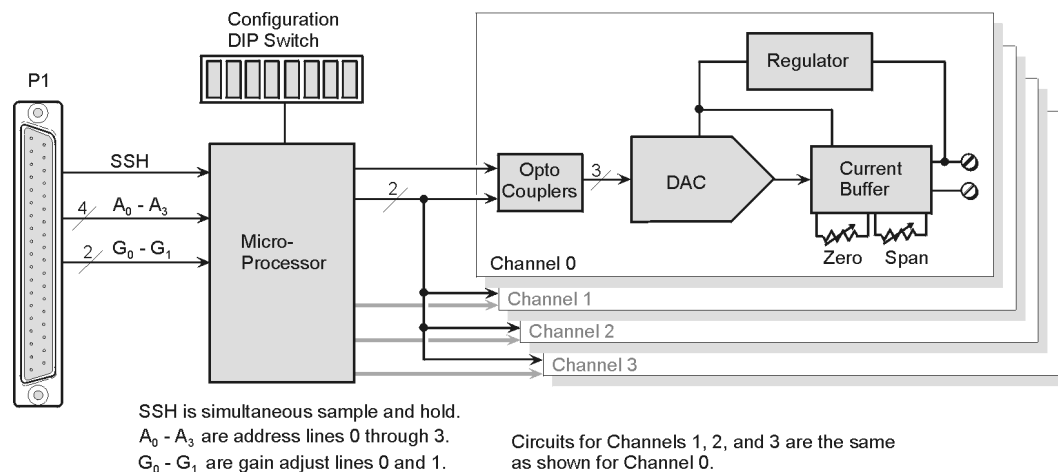 Configuration
DIP Switch
P1
SSH
4
A₀ - A₃
2
G₀ - G₁
Micro-
Processor
2
Opto
Couplers
3
DAC
Regulator
Current
Buffer
Zero
Span
Channel 0
Channel 1
Channel 2
Channel 3
SSH is simultaneous sample and hold.
A₀ - A₃ are address lines 0 through 3.
G₀ - G₁ are gain adjust lines 0 and 1.
Circuits for Channels 1, 2, and 3 are the same
as shown for Channel 0.